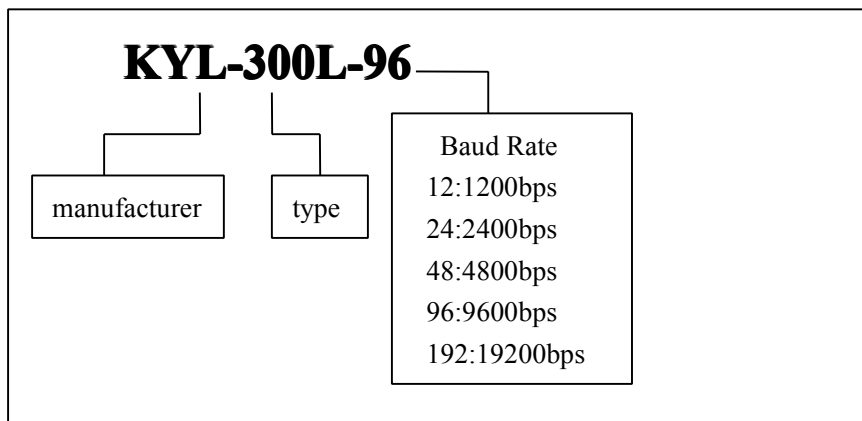 KYL-300L-96
manufacturer
type
Baud Rate
12:1200bps
24:2400bps
48:4800bps
96:9600bps
192:19200bps